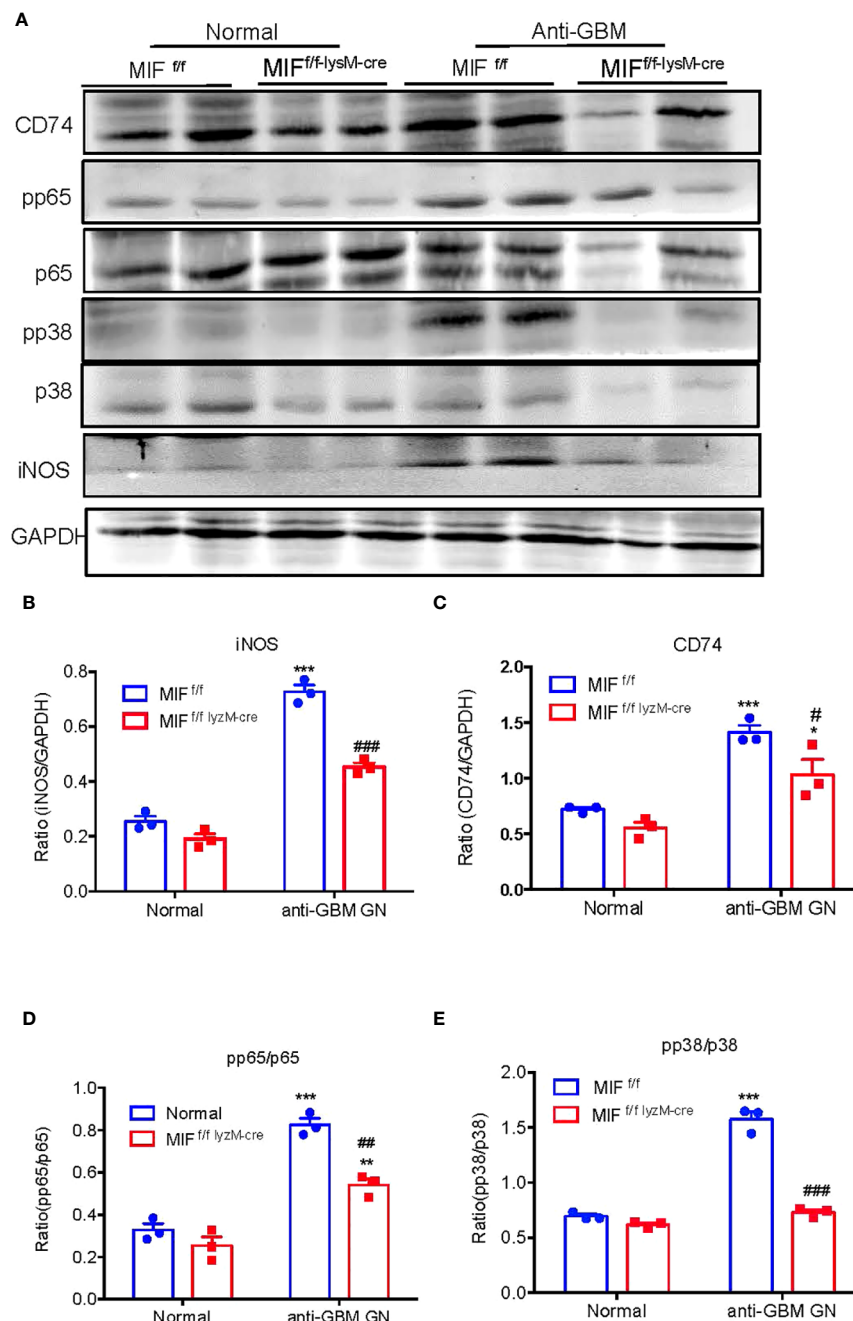 A
Normal Anti-GBM
MIF f/f MIF f/f-lysM-cre MIF f/f MIF f/f-lysM-cre
CD74
pp65
p65
pp38
p38
iNOS
GAPDH
B
iNOS
Ratio (iNOS/GAPDH)
0.8
0.6
0.4
0.2
0.0
MIF f/f
MIF f/f lyzM-cre
***
###
Normal anti-GBM GN
C
CD74
Ratio (CD74/GAPDH)
2.0
1.5
1.0
0.5
0.0
MIF f/f
MIF f/f lyzM-cre
***
#
*
Normal anti-GBM GN
D
pp65/p65
Ratio(pp65/p65)
1.0
0.8
0.6
0.4
0.2
0.0
Normal
MIF f/f lyzM-cre
***
##
**
Normal anti-GBM GN
E
pp38/p38
Ratio(pp38/p38)
2.0
1.5
1.0
0.5
0.0
MIF f/f
MIF f/f lyzM-cre
***
###
Normal anti-GBM GN